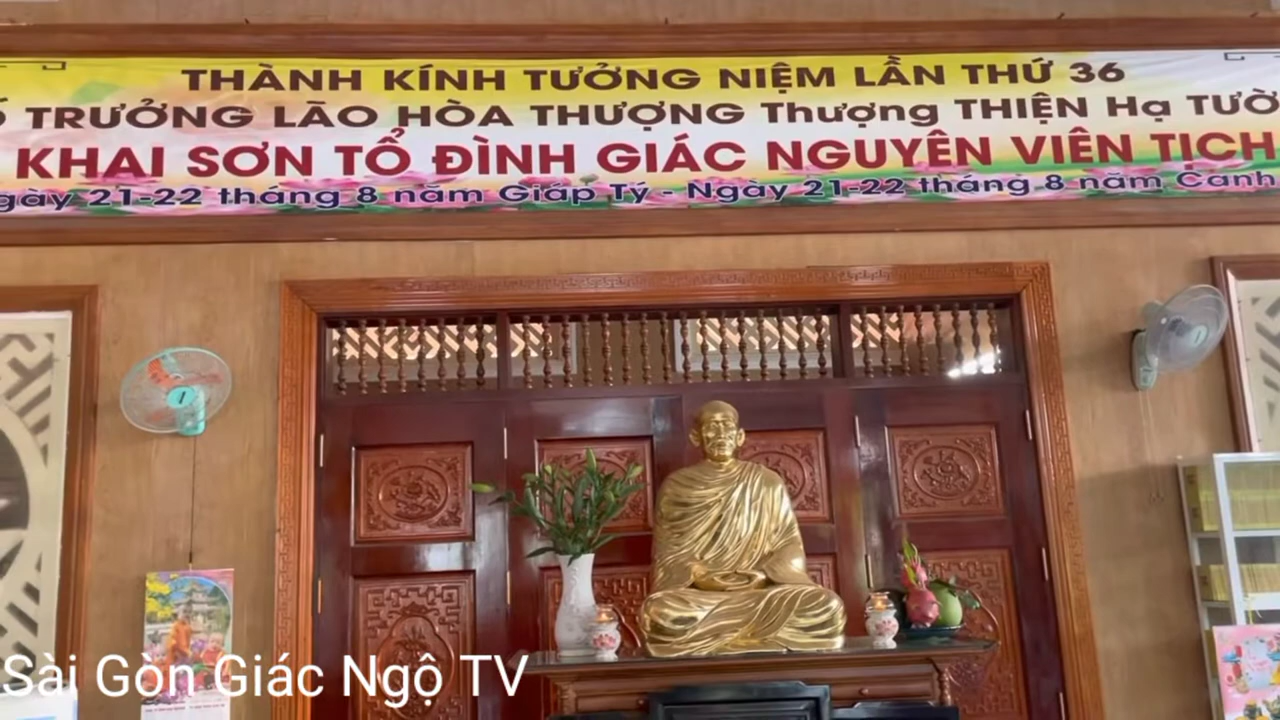 THÀNH KÍNH TƯỞNG NIỆM LẦN THỨ 36
TRƯỞNG LÃO HÒA THƯỢNG Thượng THIỆN Hạ TƯỜ
KHAI SƠN TỔ ĐÌNH GIÁC NGUYÊN VIÊN TỊCH
gày 21-22 tháng 8 năm Giáp Tý - Ngày 21-22 tháng 8 năm Canh
Sài Gòn Giác Ngộ TV